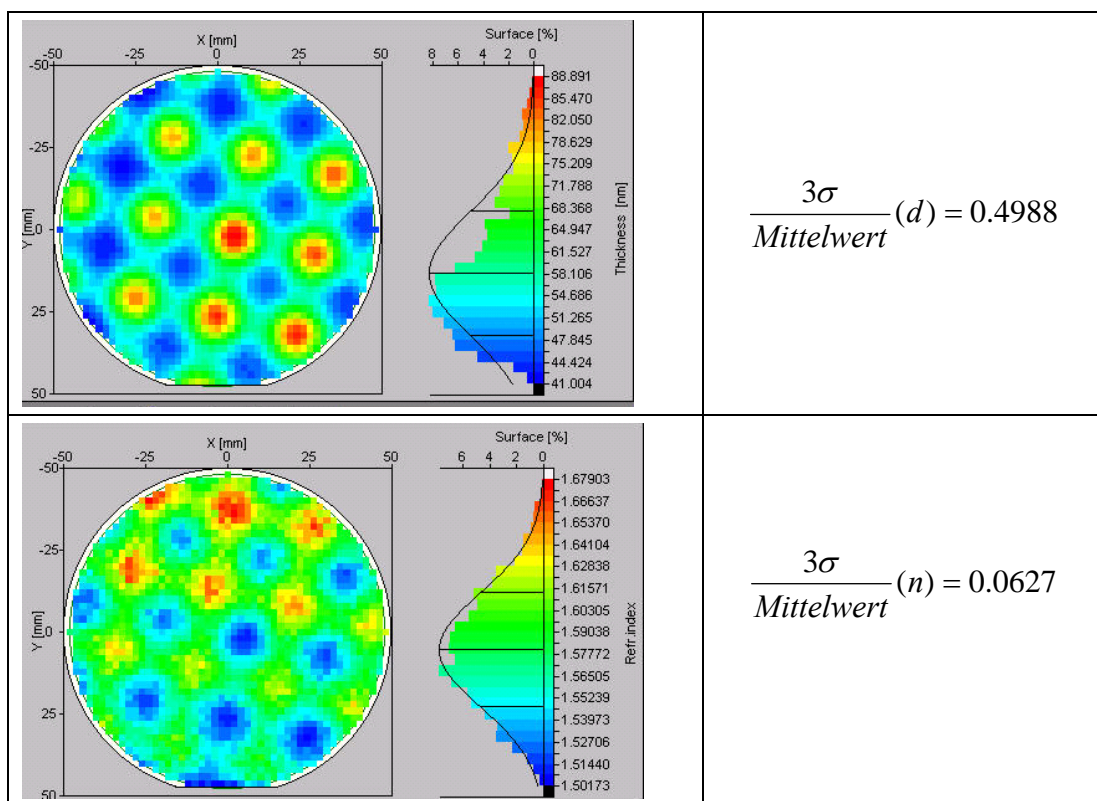 X [mm]
-50 -25 0 25 50
-50
-25
0
25
50
Y [mm]
Surface [%]
8 6 4 2 0
88.891
85.470
82.050
78.629
75.209
71.788
68.368
64.947
61.527
58.106
54.686
51.265
47.845
44.424
41.004
Thickness [nm]
3σ
Mittelwert (d) = 0.4988
X [mm]
-50 -25 0 25 50
-50
-25
0
25
50
Y [mm]
Surface [%]
6 4 2 0
1.67903
1.66637
1.65370
1.64104
1.62838
1.61571
1.60305
1.59038
1.57772
1.56505
1.55239
1.53973
1.52706
1.51440
1.50173
Refr.index
3σ
Mittelwert (n) = 0.0627